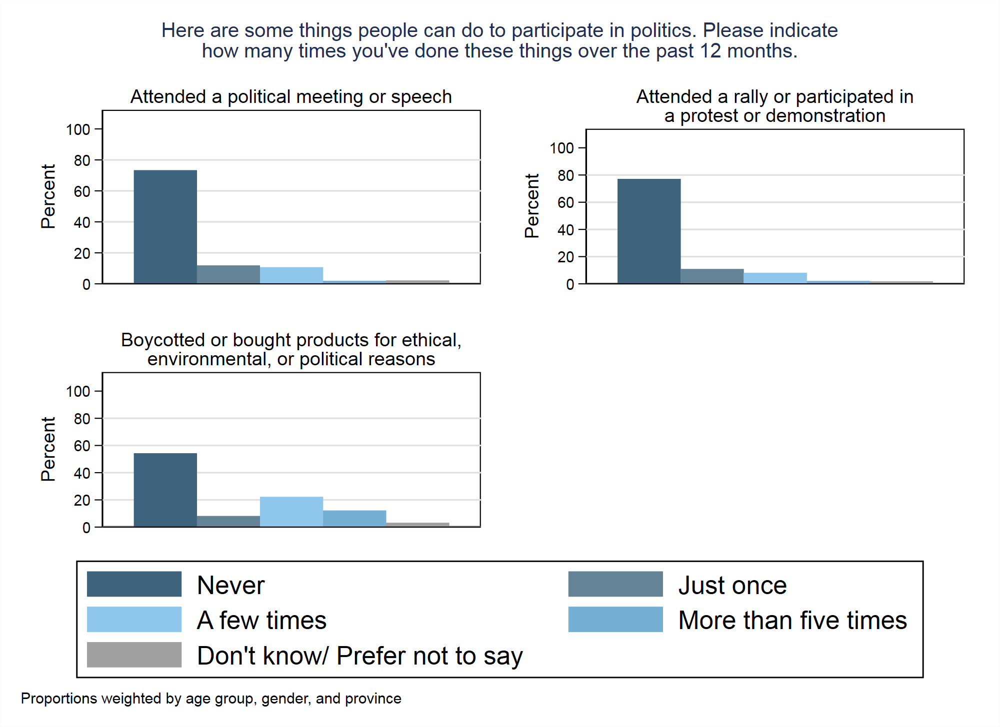 Here are some things people can do to participate in politics. Please indicate
how many times you've done these things over the past 12 months.
Attended a political meeting or speech
Percent
100
80
60
40
20
0
Attended a rally or participated in
a protest or demonstration
Percent
100
80
60
40
20
0
Boycotted or bought products for ethical,
environmental, or political reasons
Percent
100
80
60
40
20
0
Never
Just once
A few times
More than five times
Don't know/ Prefer not to say
Proportions weighted by age group, gender, and province